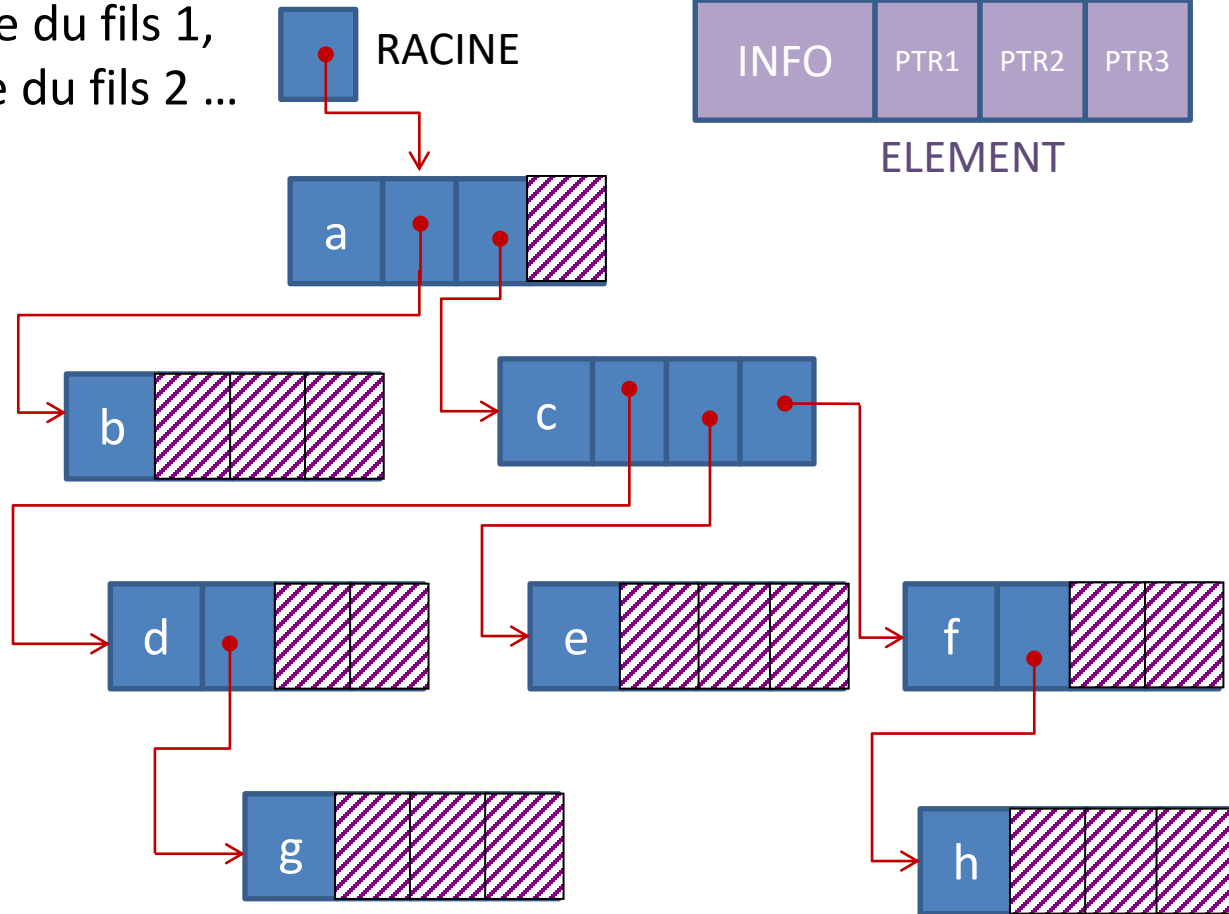 e du fils 1,
e du fils 2 ...
RACINE
INFO PTR1 PTR2 PTR3
ELEMENT
a
b
c
d
e
f
g
h